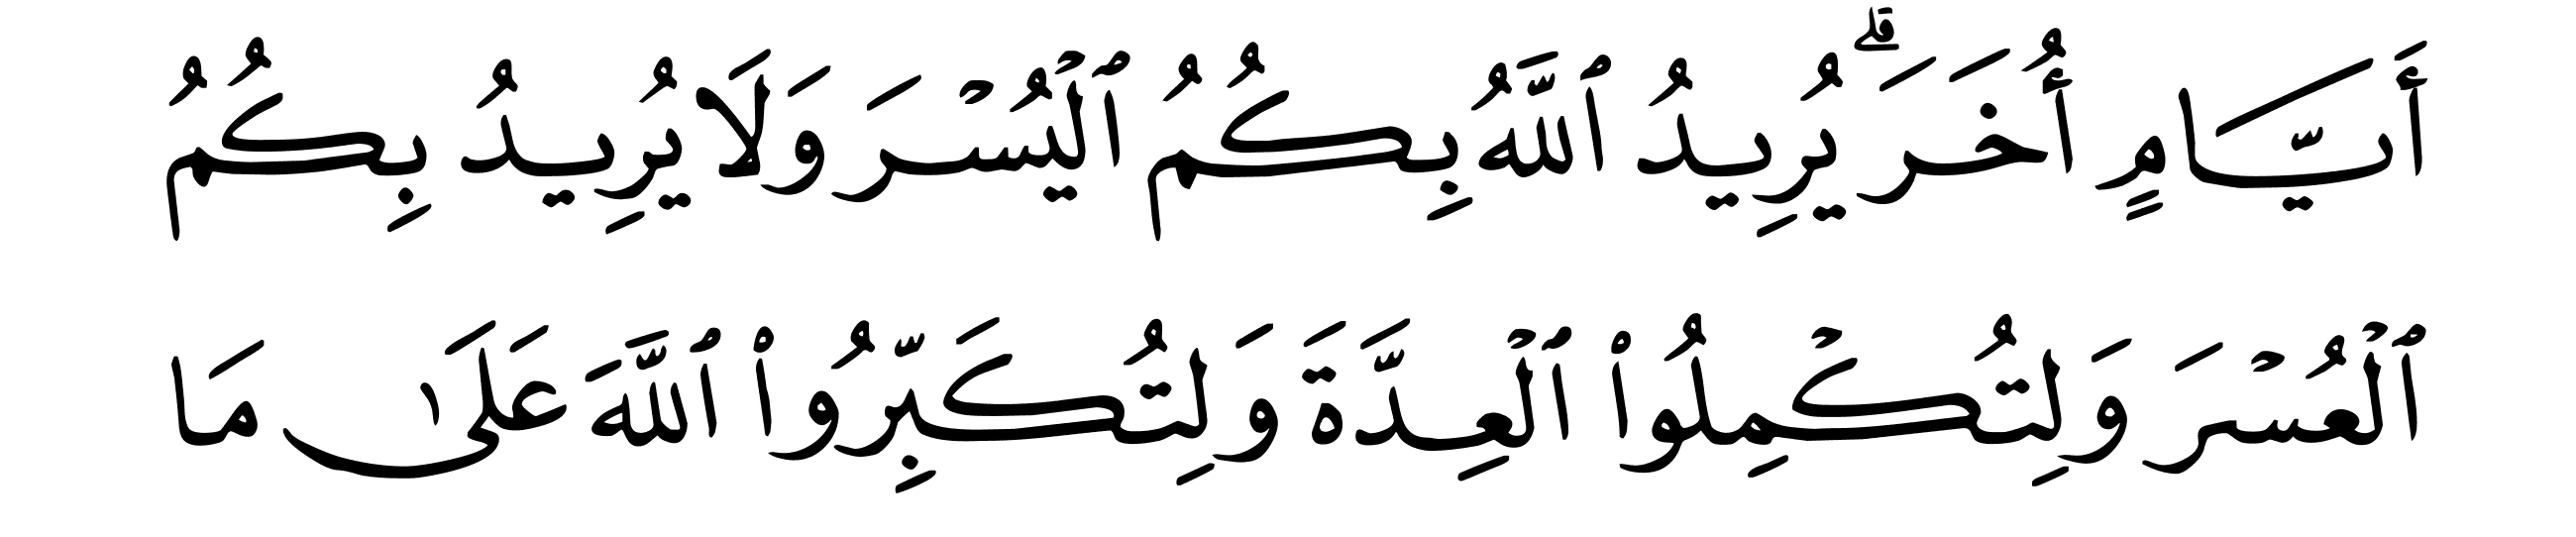 أَيَّامٍ أُخَرَ ۗ يُرِيدُ ٱللَّهُ بِكُمُ ٱلْيُسْرَ وَلَا يُرِيدُ بِكُمُ
ٱلْعُسْرَ وَلِتُكْمِلُوا۟ ٱلْعِدَّةَ وَلِتُكَبِّرُوا۟ ٱللَّهَ عَلَىٰ مَا